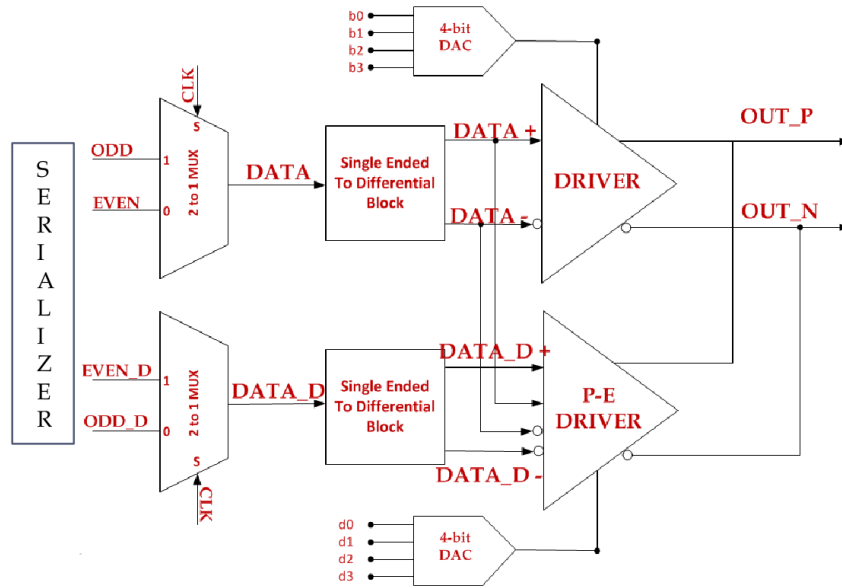 b0
b1
b2
b3
4-bit
DAC
CLK
S
ODD
1
EVEN
0
2 to 1 MUX
DATA
Single Ended
To Differential
Block
DATA +
DATA -
DRIVER
OUT_P
OUT_N
SERIALIZER
EVEN_D
1
ODD_D
0
2 to 1 MUX
S
CLK
DATA_D
Single Ended
To Differential
Block
DATA_D +
DATA_D -
P-E
DRIVER
d0
d1
d2
d3
4-bit
DAC